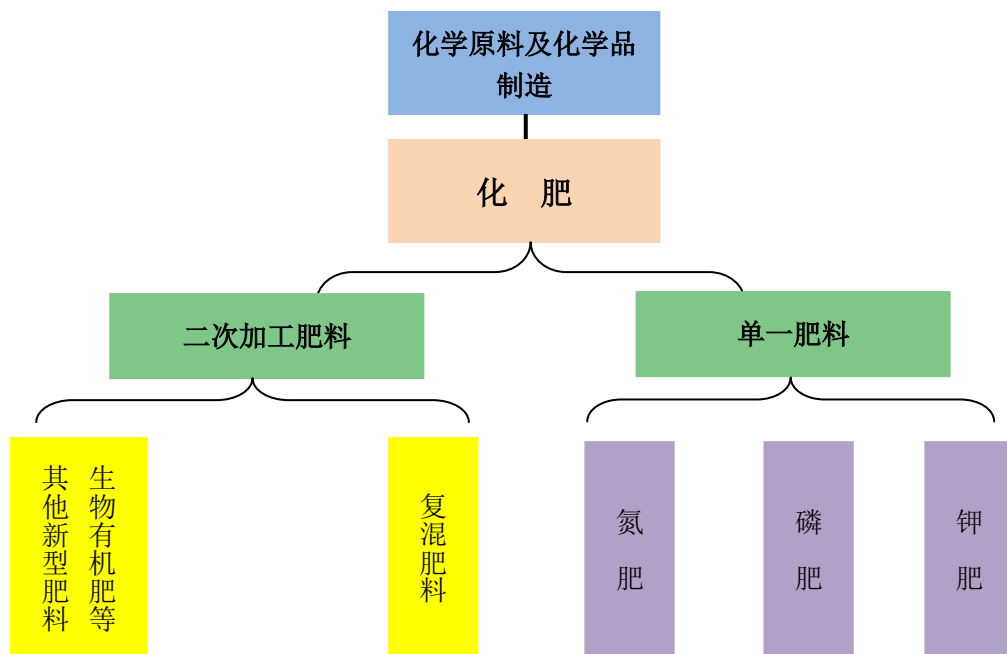 化学原料及化学品
制造
化 肥
二次加工肥料
单一肥料
生物有机肥等
其他新型肥料
复混肥料
氮肥
磷肥
钾肥